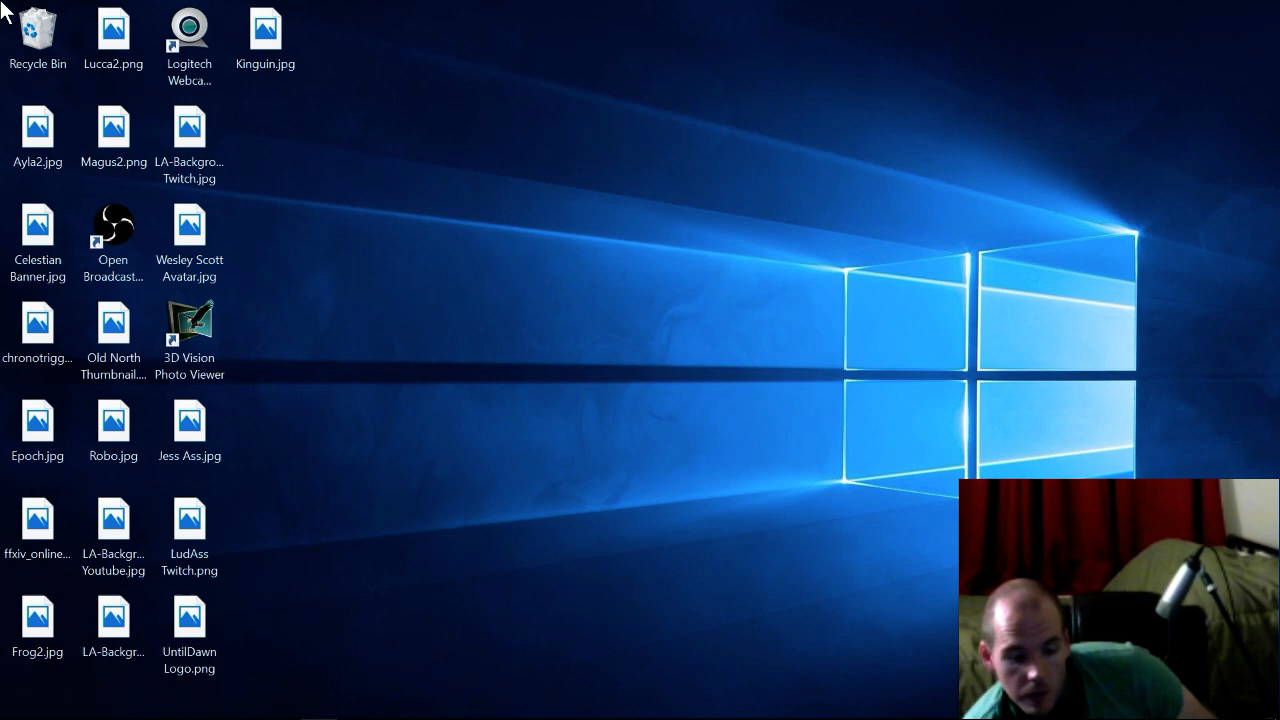 Recycle Bin
Lucca2.png
Logitech
Webca...
Kinguin.jpg
Ayla2.jpg
Magus2.png
LA-Backgro...
Twitch.jpg
Celestian
Banner.jpg
Open
Broadcast...
Wesley Scott
Avatar.jpg
chronotrigg...
Old North
Thumbnail....
3D Vision
Photo Viewer
Epoch.jpg
Robo.jpg
Jess Ass.jpg
ffxiv_online...
LA-Backgr...
Youtube.jpg
LudAss
Twitch.png
Frog2.jpg
LA-Backgr...
UntilDawn
Logo.png